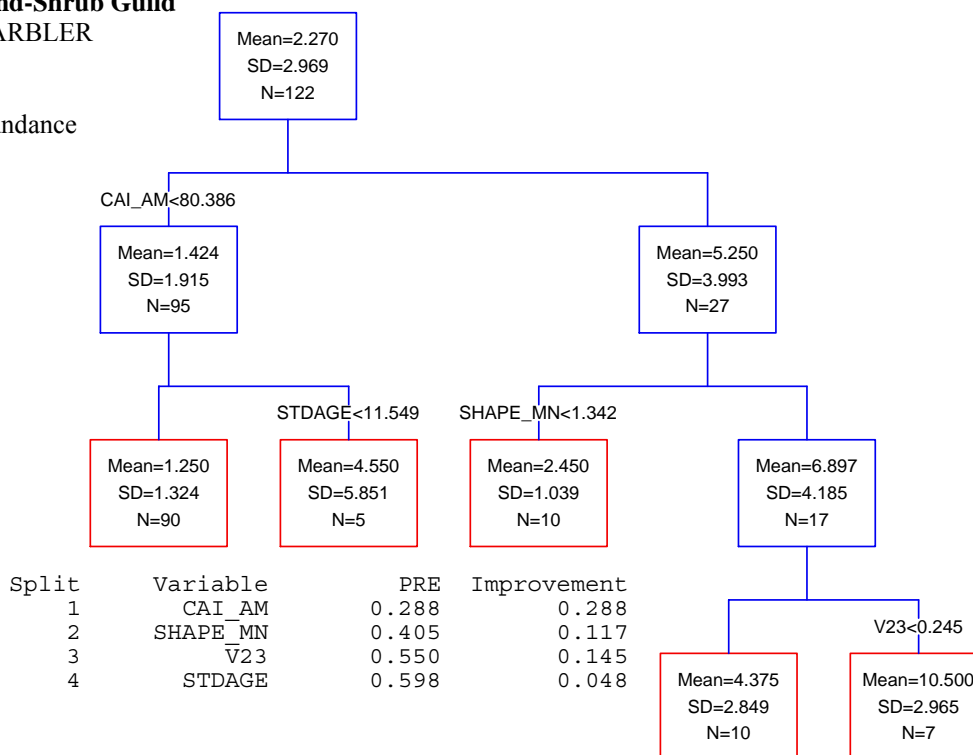 Mean=2.270
SD=2.969
N=122
CAI_AM<80.386
Mean=1.424
SD=1.915
N=95
Mean=5.250
SD=3.993
N=27
STDAGE<11.549
SHAPE_MN<1.342
Mean=1.250
SD=1.324
N=90
Mean=4.550
SD=5.851
N=5
Mean=2.450
SD=1.039
N=10
Mean=6.897
SD=4.185
N=17
Split Variable PRE Improvement
1 CAI_AM 0.288 0.288
2 SHAPE_MN 0.405 0.117
3 V23 0.550 0.145
4 STDAGE 0.598 0.048
V23<0.245
Mean=4.375
SD=2.849
N=10
Mean=10.500
SD=2.965
N=7